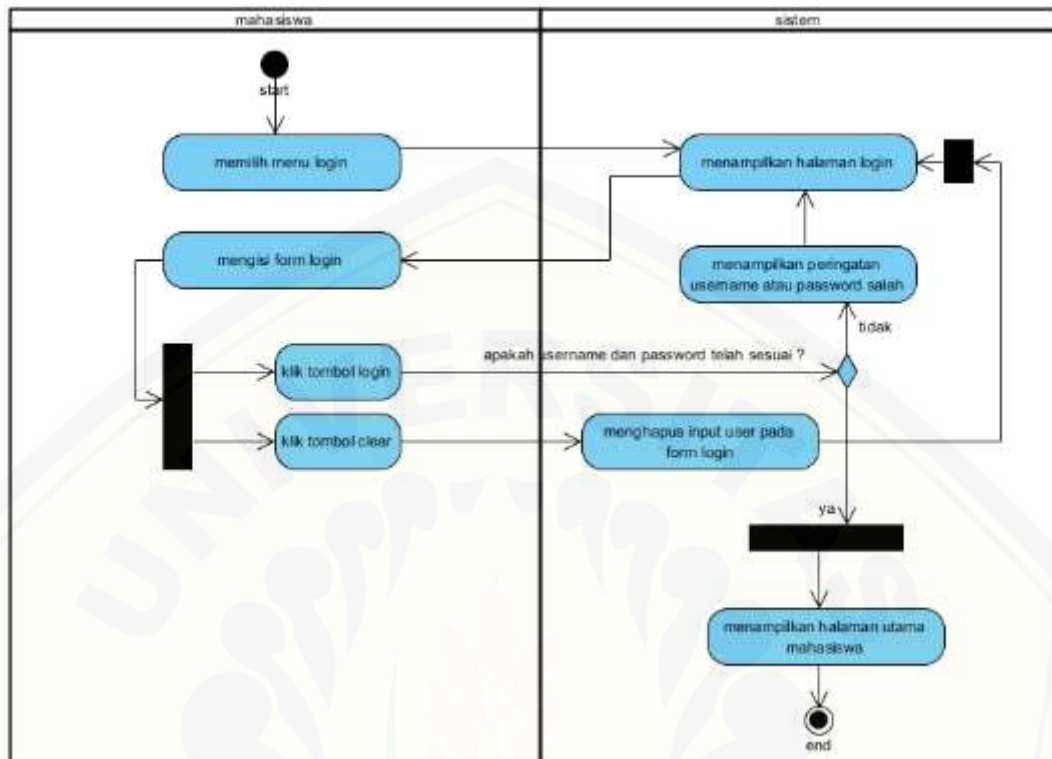 mahasiswa
sistem
start
memilih menu login
menampilkan halaman login
mengisi form login
menampilkan peringatan
username atau password salah
tidak
apakah username dan password telah sesuai ?
klik tombol login
klik tombol clear
menghapus input user pada
form login
ya
menampilkan halaman utama
mahasiswa
end
UNIVERSITAS